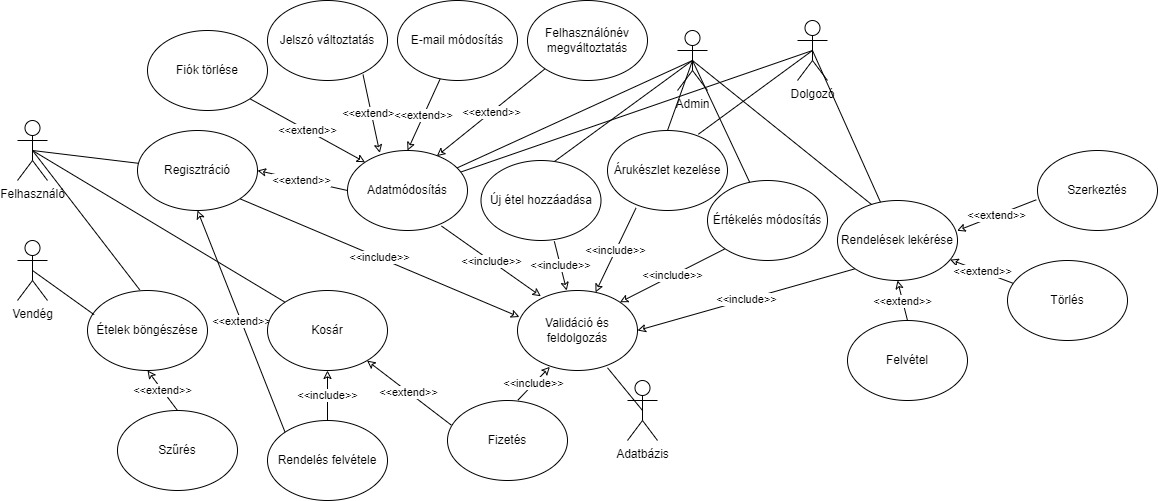 Jelszó változtatás
E-mail módosítás
Felhasználónév
megváltoztatás
Fiók törlése
Admin
Dolgozó
<<extend>>
<<extend>>
<<extend>>
<<extend>>
Felhasználó
Regisztráció
<<extend>>
Adatmódosítás
Új étel hozzáadása
Árukészlet kezelése
Értékelés módosítás
Rendelések lekérése
<<extend>>
Szerkeztés
<<include>>
<<include>>
<<include>>
<<include>>
<<include>>
<<include>>
<<extend>>
Törlés
Vendég
Ételek böngészése
<<extend>>
Kosár
Validáció és
feldolgozás
<<extend>>
Felvétel
<<extend>>
<<include>>
<<extend>>
<<include>>
Szűrés
Rendelés felvétele
Fizetés
Adatbázis